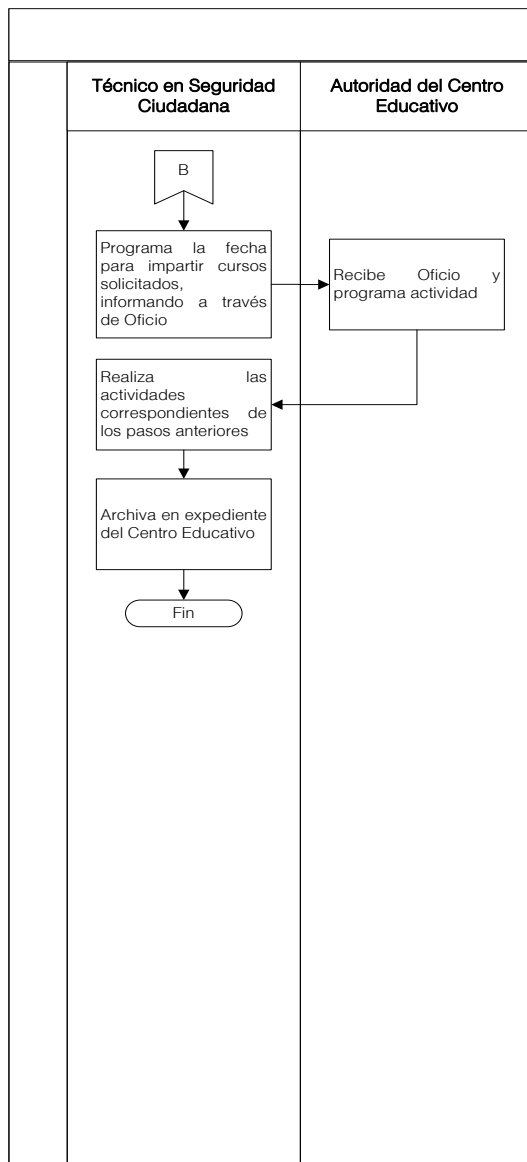 Técnico en Seguridad
Ciudadana
Autoridad del Centro
Educativo
B
Programa la fecha
para impartir cursos
solicitados,
informando a través
de Oficio
Recibe Oficio y
programa actividad
Realiza las
actividades
correspondientes de
los pasos anteriores
Archiva en expediente
del Centro Educativo
Fin